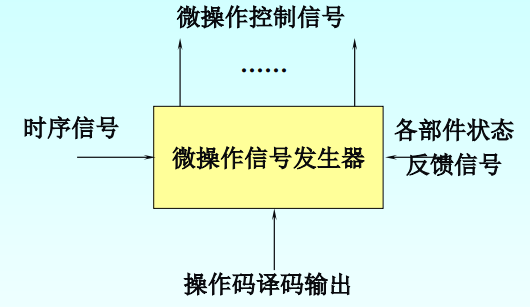 微操作控制信号
……
时序信号
微操作信号发生器
各部件状态
反馈信号
操作码译码输出